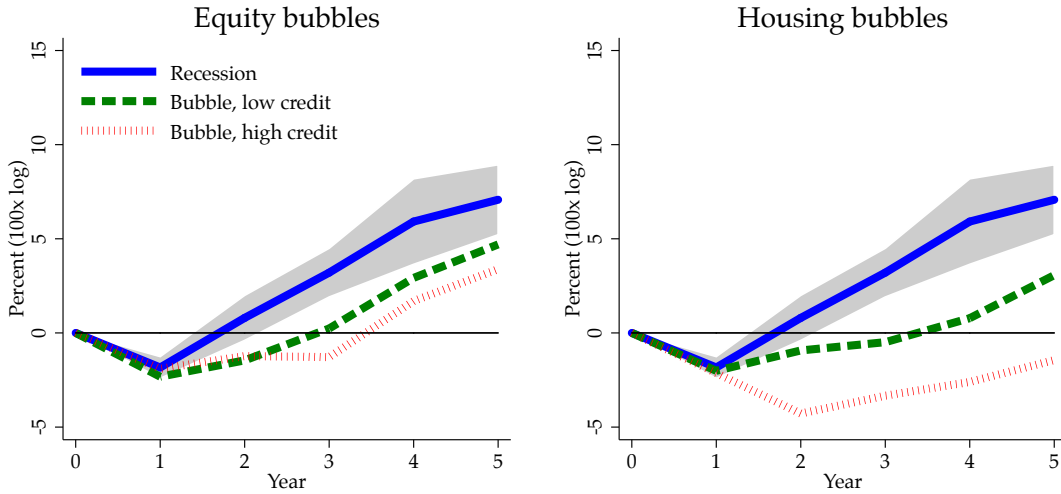 Equity bubbles
Percent (100x log)
15
10
5
0
-5
Recession
Bubble, low credit
Bubble, high credit
0 1 2 3 4 5
Year
Housing bubbles
Percent (100x log)
15
10
5
0
-5
0 1 2 3 4 5
Year